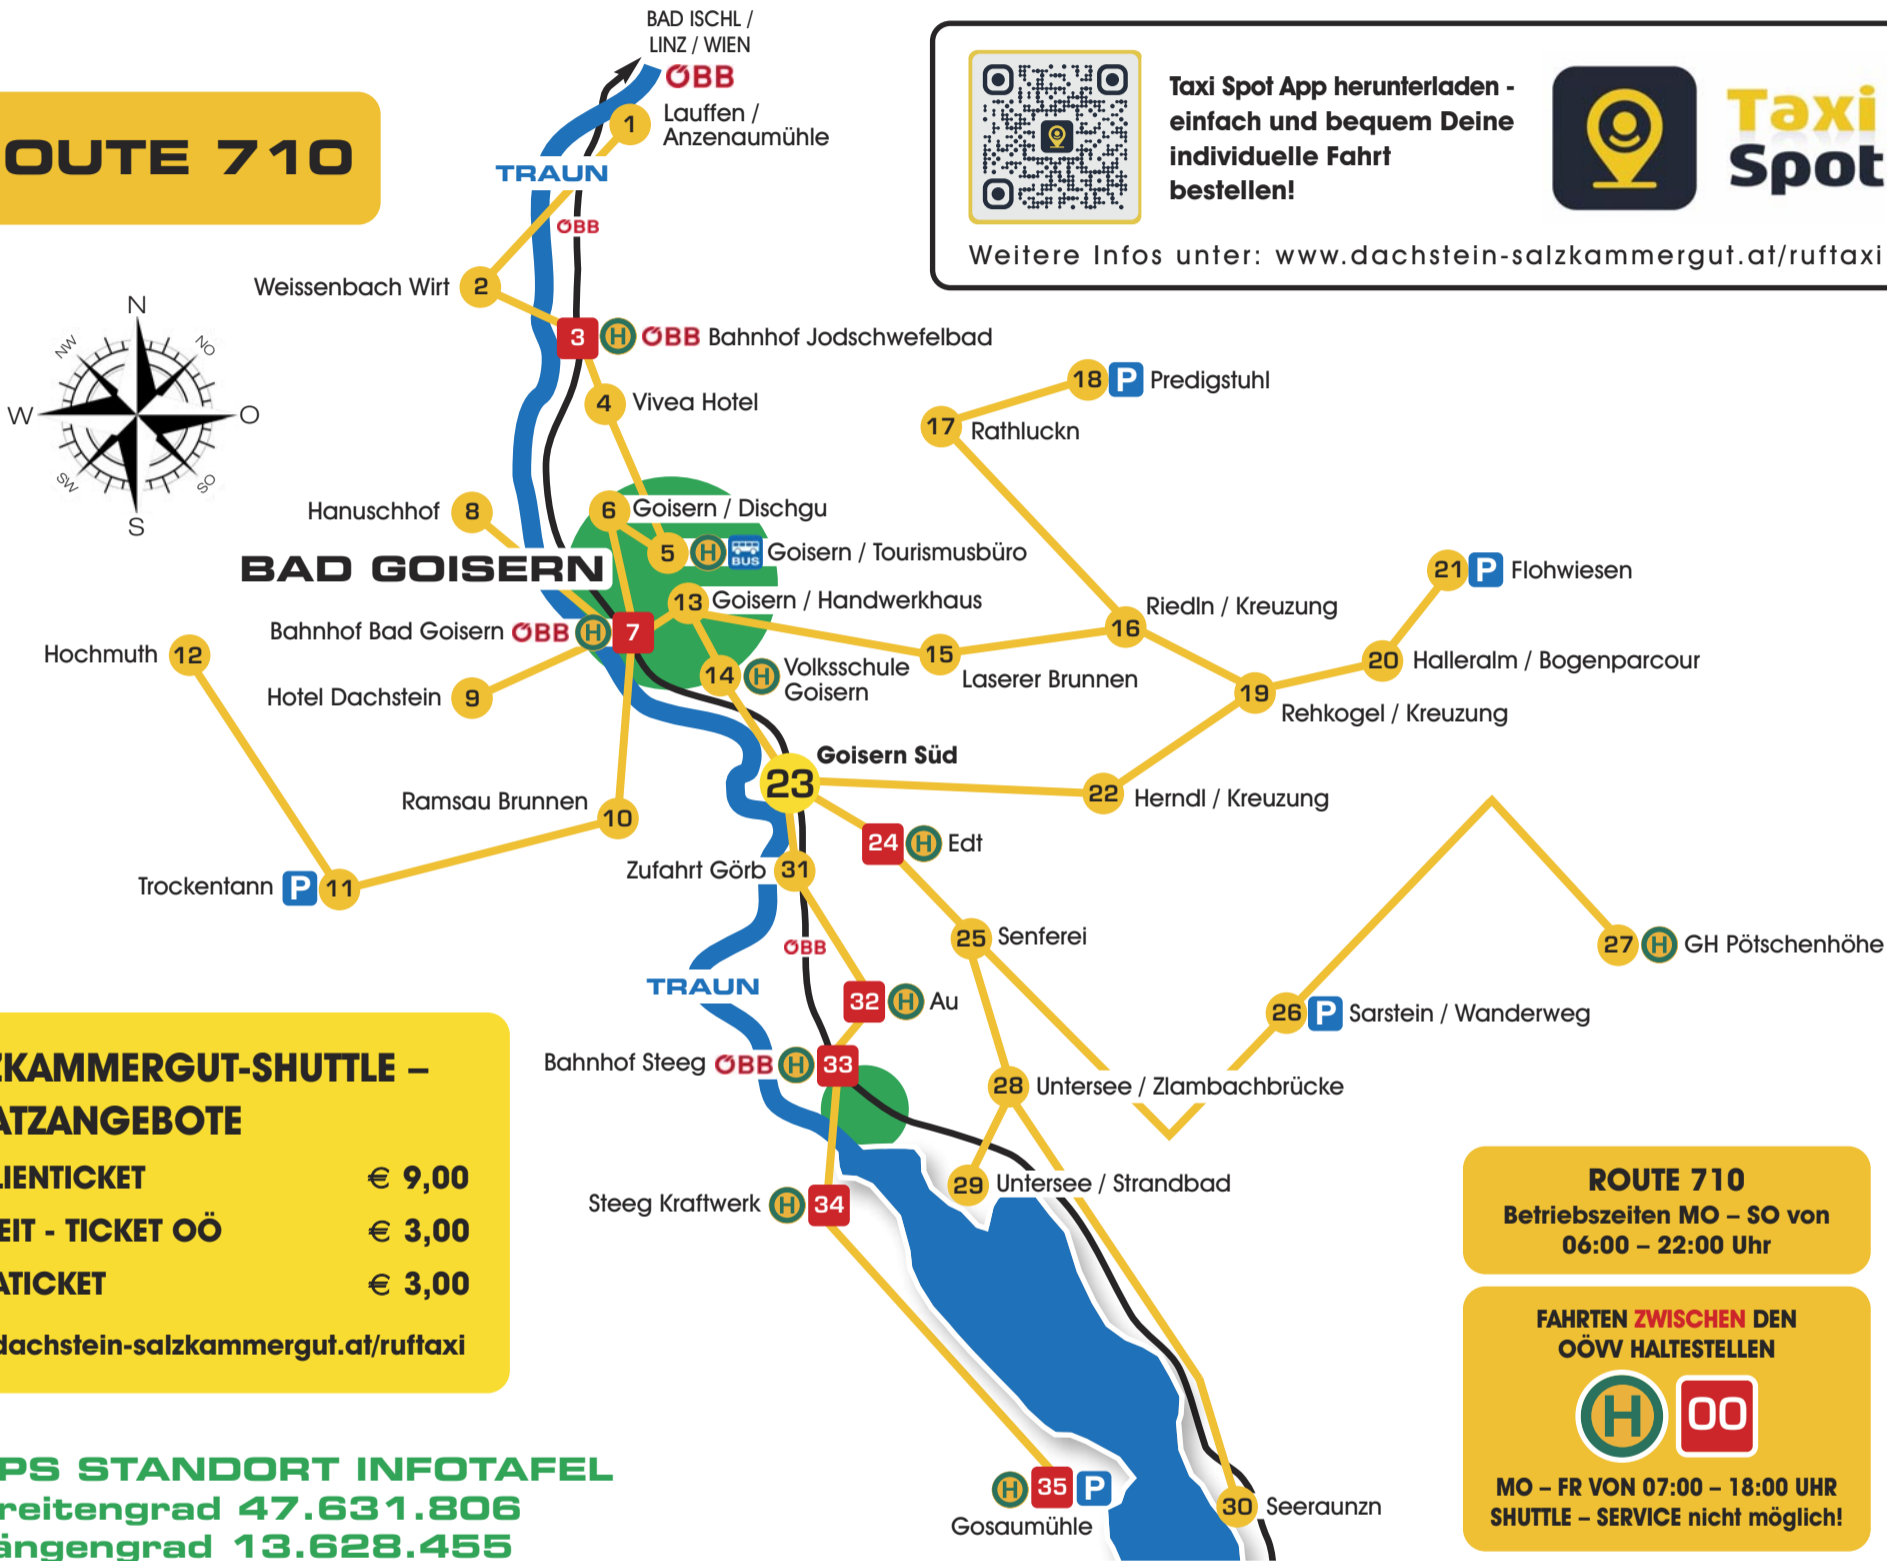 BAD ISCHL /
LINZ / WIEN
ÖBB
1
Lauffen /
Anzenaumühle
OUTE 710
TRAUN
ÖBB
Taxi Spot App herunterladen -
einfach und bequem Deine
individuelle Fahrt
bestellen!
Taxi
Spot
Weitere Infos unter: www.dachstein-salzkammergut.at/ruftaxi
Weissenbach Wirt 2
N
NW
NO
W
O
SW
SO
S
3 H ÖBB Bahnhof Jodschwefelbad
4 Vivea Hotel
18 P Predigstuhl
17 Rathluckn
Hanuschhof 8
6 Goisern / Dischgu
5 H BUS Goisern / Tourismusbüro
BAD GOISERN
21 P Flohwiesen
13 Goisern / Handwerkhaus
Riedln / Kreuzung
16
Bahnhof Bad Goisern ÖBB H 7
Hochmuth 12
14 H Volksschule
Goisern
15
Laserer Brunnen
20 Halleralm / Bogenparcour
Hotel Dachstein 9
19
Rehkogel / Kreuzung
Goisern Süd
23
22 Herndl / Kreuzung
Ramsau Brunnen
10
24 H Edt
Zufahrt Görb 31
Trockentann P 11
25 Senferei
ÖBB
27 H GH Pötschenhöhe
TRAUN
32 H Au
26 P Sarstein / Wanderweg
Bahnhof Steeg ÖBB H 33
28 Untersee / Zlambachbrücke
29 Untersee / Strandbad
Steeg Kraftwerk H 34
H 35 P
Gosaumühle
30 Seeraunzn
ZKAMMERGUT-SHUTTLE –
ATZANGEBOTE
LIENTICKET € 9,00
EIT - TICKET OÖ € 3,00
ATICKET € 3,00
dachstein-salzkammergut.at/ruftaxi
PS STANDORT INFOTAFEL
reitengrad 47.631.806
ängengrad 13.628.455
ROUTE 710
Betriebszeiten MO – SO von
06:00 – 22:00 Uhr
FAHRTEN ZWISCHEN DEN
OÖVV HALTESTELLEN
H 00
MO – FR VON 07:00 – 18:00 UHR
SHUTTLE – SERVICE nicht möglich!